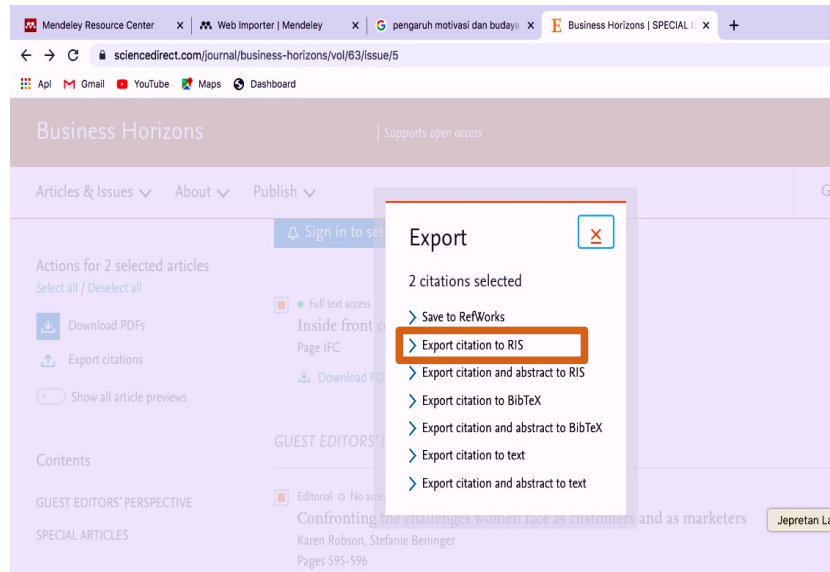 Mendeley Resource Center
Web Importer | Mendeley
pengaruh motivasi dan budaya
Business Horizons | SPECIAL IS
sciencedirect.com/journal/business-horizons/vol/63/issue/5
Apl Gmail YouTube Maps Dashboard
Business Horizons
Supports open access
Articles & Issues About Publish G
Sign in to set
Actions for 2 selected articles
Select all / Deselect all
Download PDFs
Export citations
Show all article previews
Contents
GUEST EDITORS' PERSPECTIVE
SPECIAL ARTICLES
Full text access
Inside front c
Page IFC
Download PD
GUEST EDITORS' P
Editorial No acce
Confronting the challenges women face as customers and as marketers
Karen Robson, Stefanie Beninger
Pages 595-596
Export
2 citations selected
Save to RefWorks
Export citation to RIS
Export citation and abstract to RIS
Export citation to BibTeX
Export citation and abstract to BibTeX
Export citation to text
Export citation and abstract to text
Jepretan La